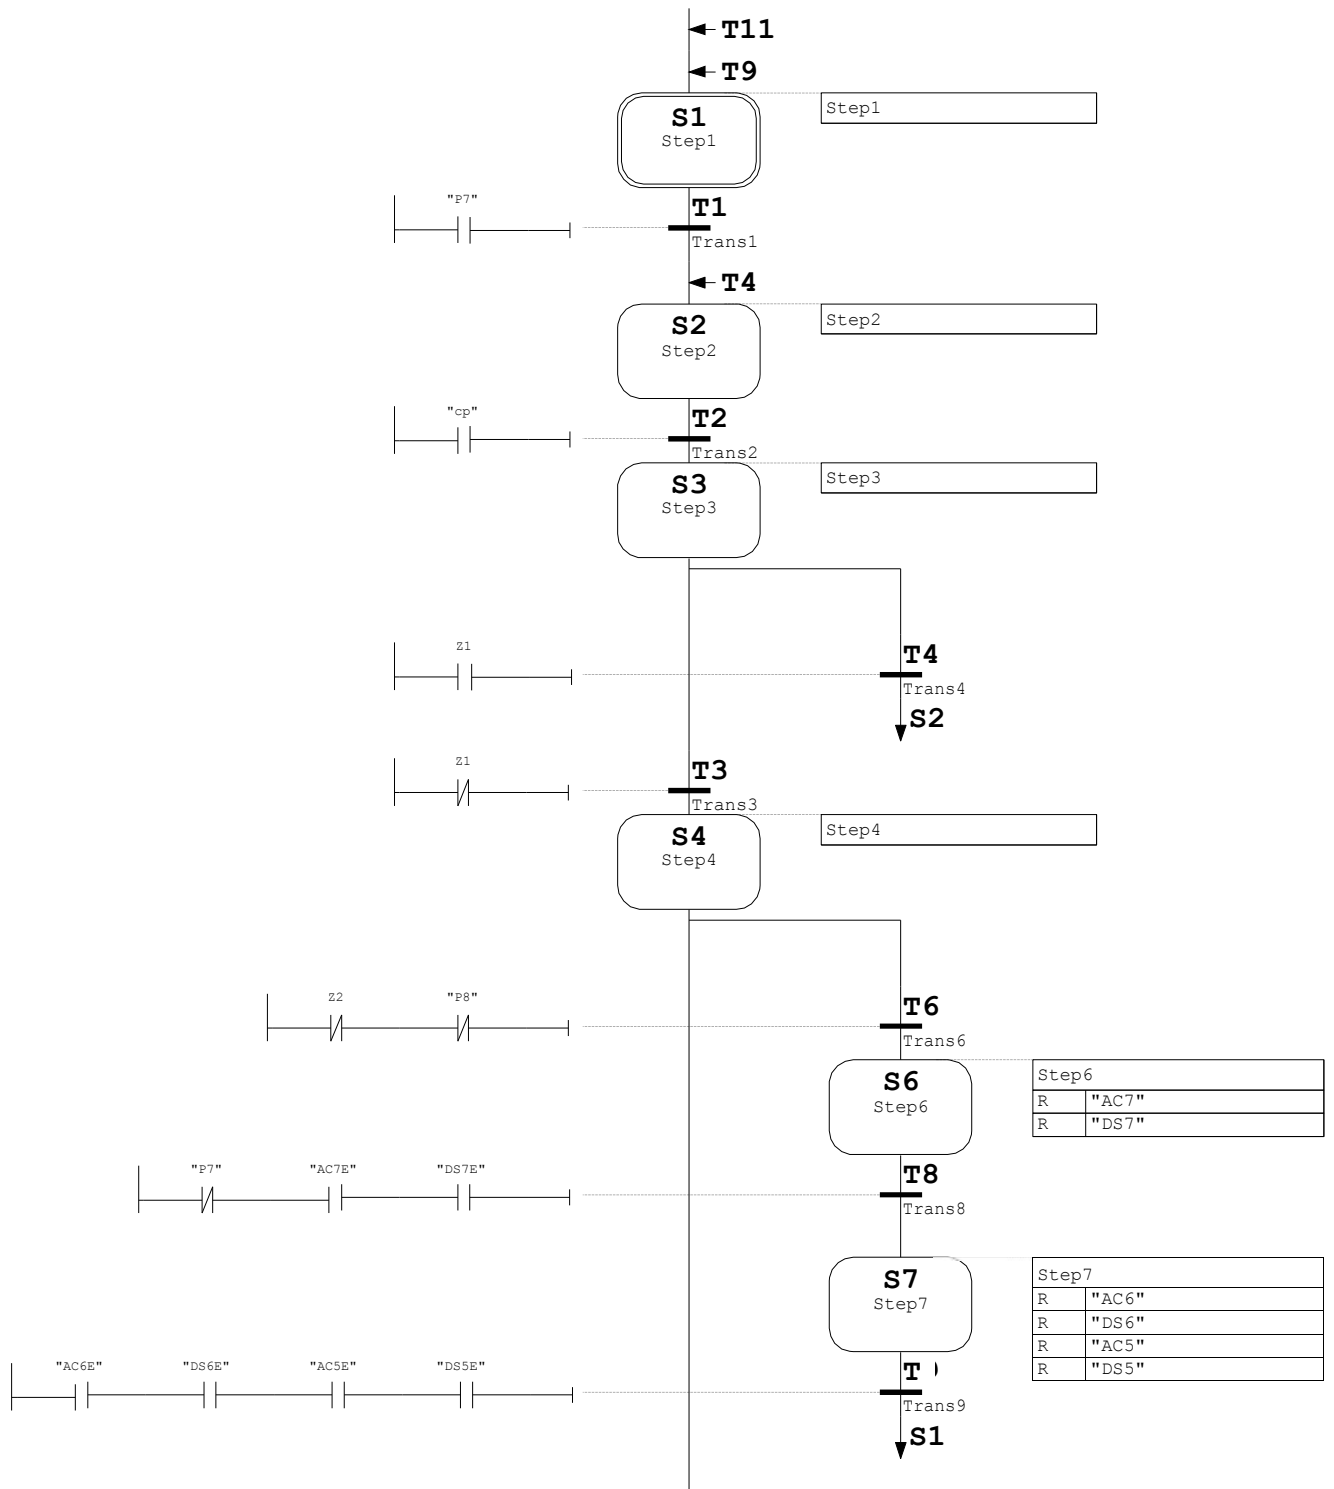 T11
T9
S1
Step1
Step1
"P7"
T1
Trans1
T4
S2
Step2
Step2
"cp"
T2
Trans2
S3
Step3
Step3
Z1
T4
Trans4
S2
Z1
T3
Trans3
S4
Step4
Step4
Z2 "P8"
T6
Trans6
S6
Step6
Step6
R "AC7"
R "DS7"
"P7" "AC7E" "DS7E"
T8
Trans8
S7
Step7
Step7
R "AC6"
R "DS6"
R "AC5"
R "DS5"
"AC6E" "DS6E" "AC5E" "DS5E"
T
Trans9
S1